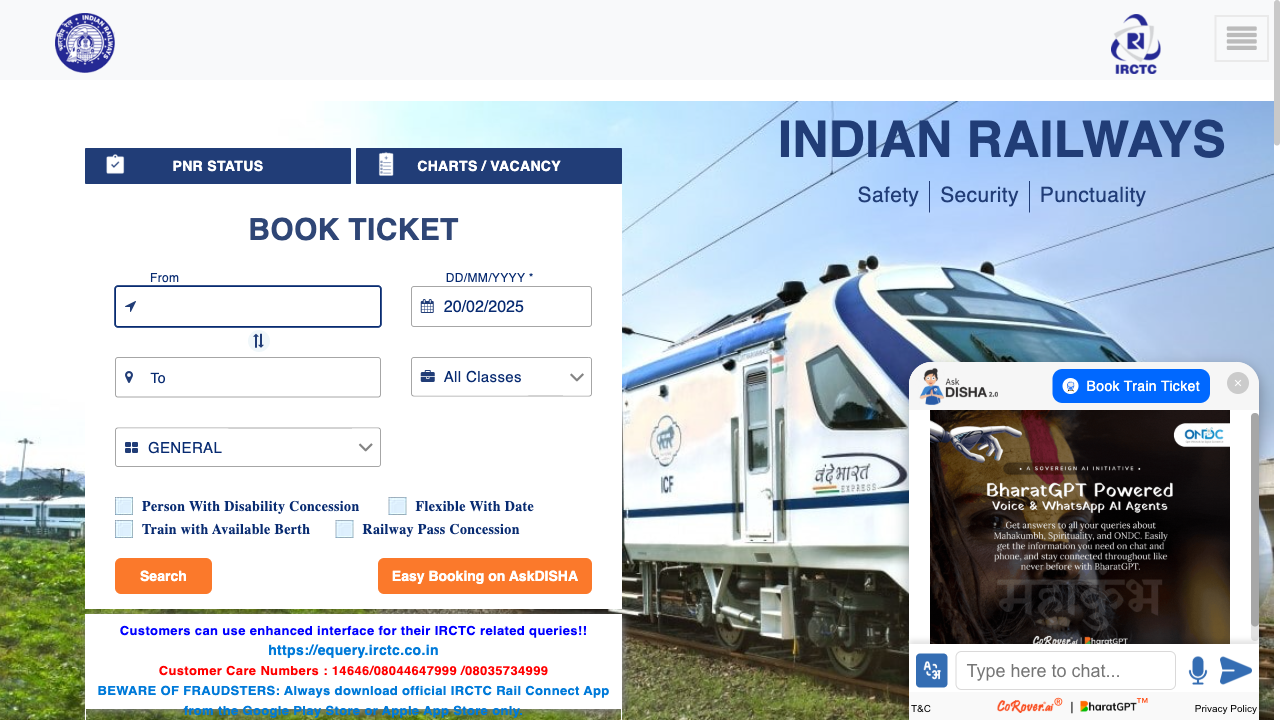 INDIAN RAILWAYS
IRCTC
INDIAN RAILWAYS
Safety | Security | Punctuality
PNR STATUS
CHARTS / VACANCY
BOOK TICKET
From
DD/MM/YYYY *
20/02/2025
To
All Classes
GENERAL
Person With Disability Concession
Flexible With Date
Train with Available Berth
Railway Pass Concession
Search
Easy Booking on AskDISHA
Customers can use enhanced interface for their IRCTC related queries!!
https://equery.irctc.co.in
Customer Care Numbers : 14646/08044647999 /08035734999
BEWARE OF FRAUDSTERS: Always download official IRCTC Rail Connect App
from the Google Play Store or Apple App Store only.
ICF
वंदे भारत
EXPRESS
Ask
DISHA 2.0
Book Train Ticket
ONDC
• A SOVEREIGN AI INITIATIVE •
BharatGPT Powered
Voice & WhatsApp AI Agents
Get answers to all your queries about
Mahakumbh, Spirituality, and ONDC. Easily
get the information you need on chat and
phone, and stay connected throughout like
never before with BharatGPT.
महाकुंभ
CoRover.ai | BharatGPT
Type here to chat...
T&C
CoRover.ai® | BharatGPT™
Privacy Policy